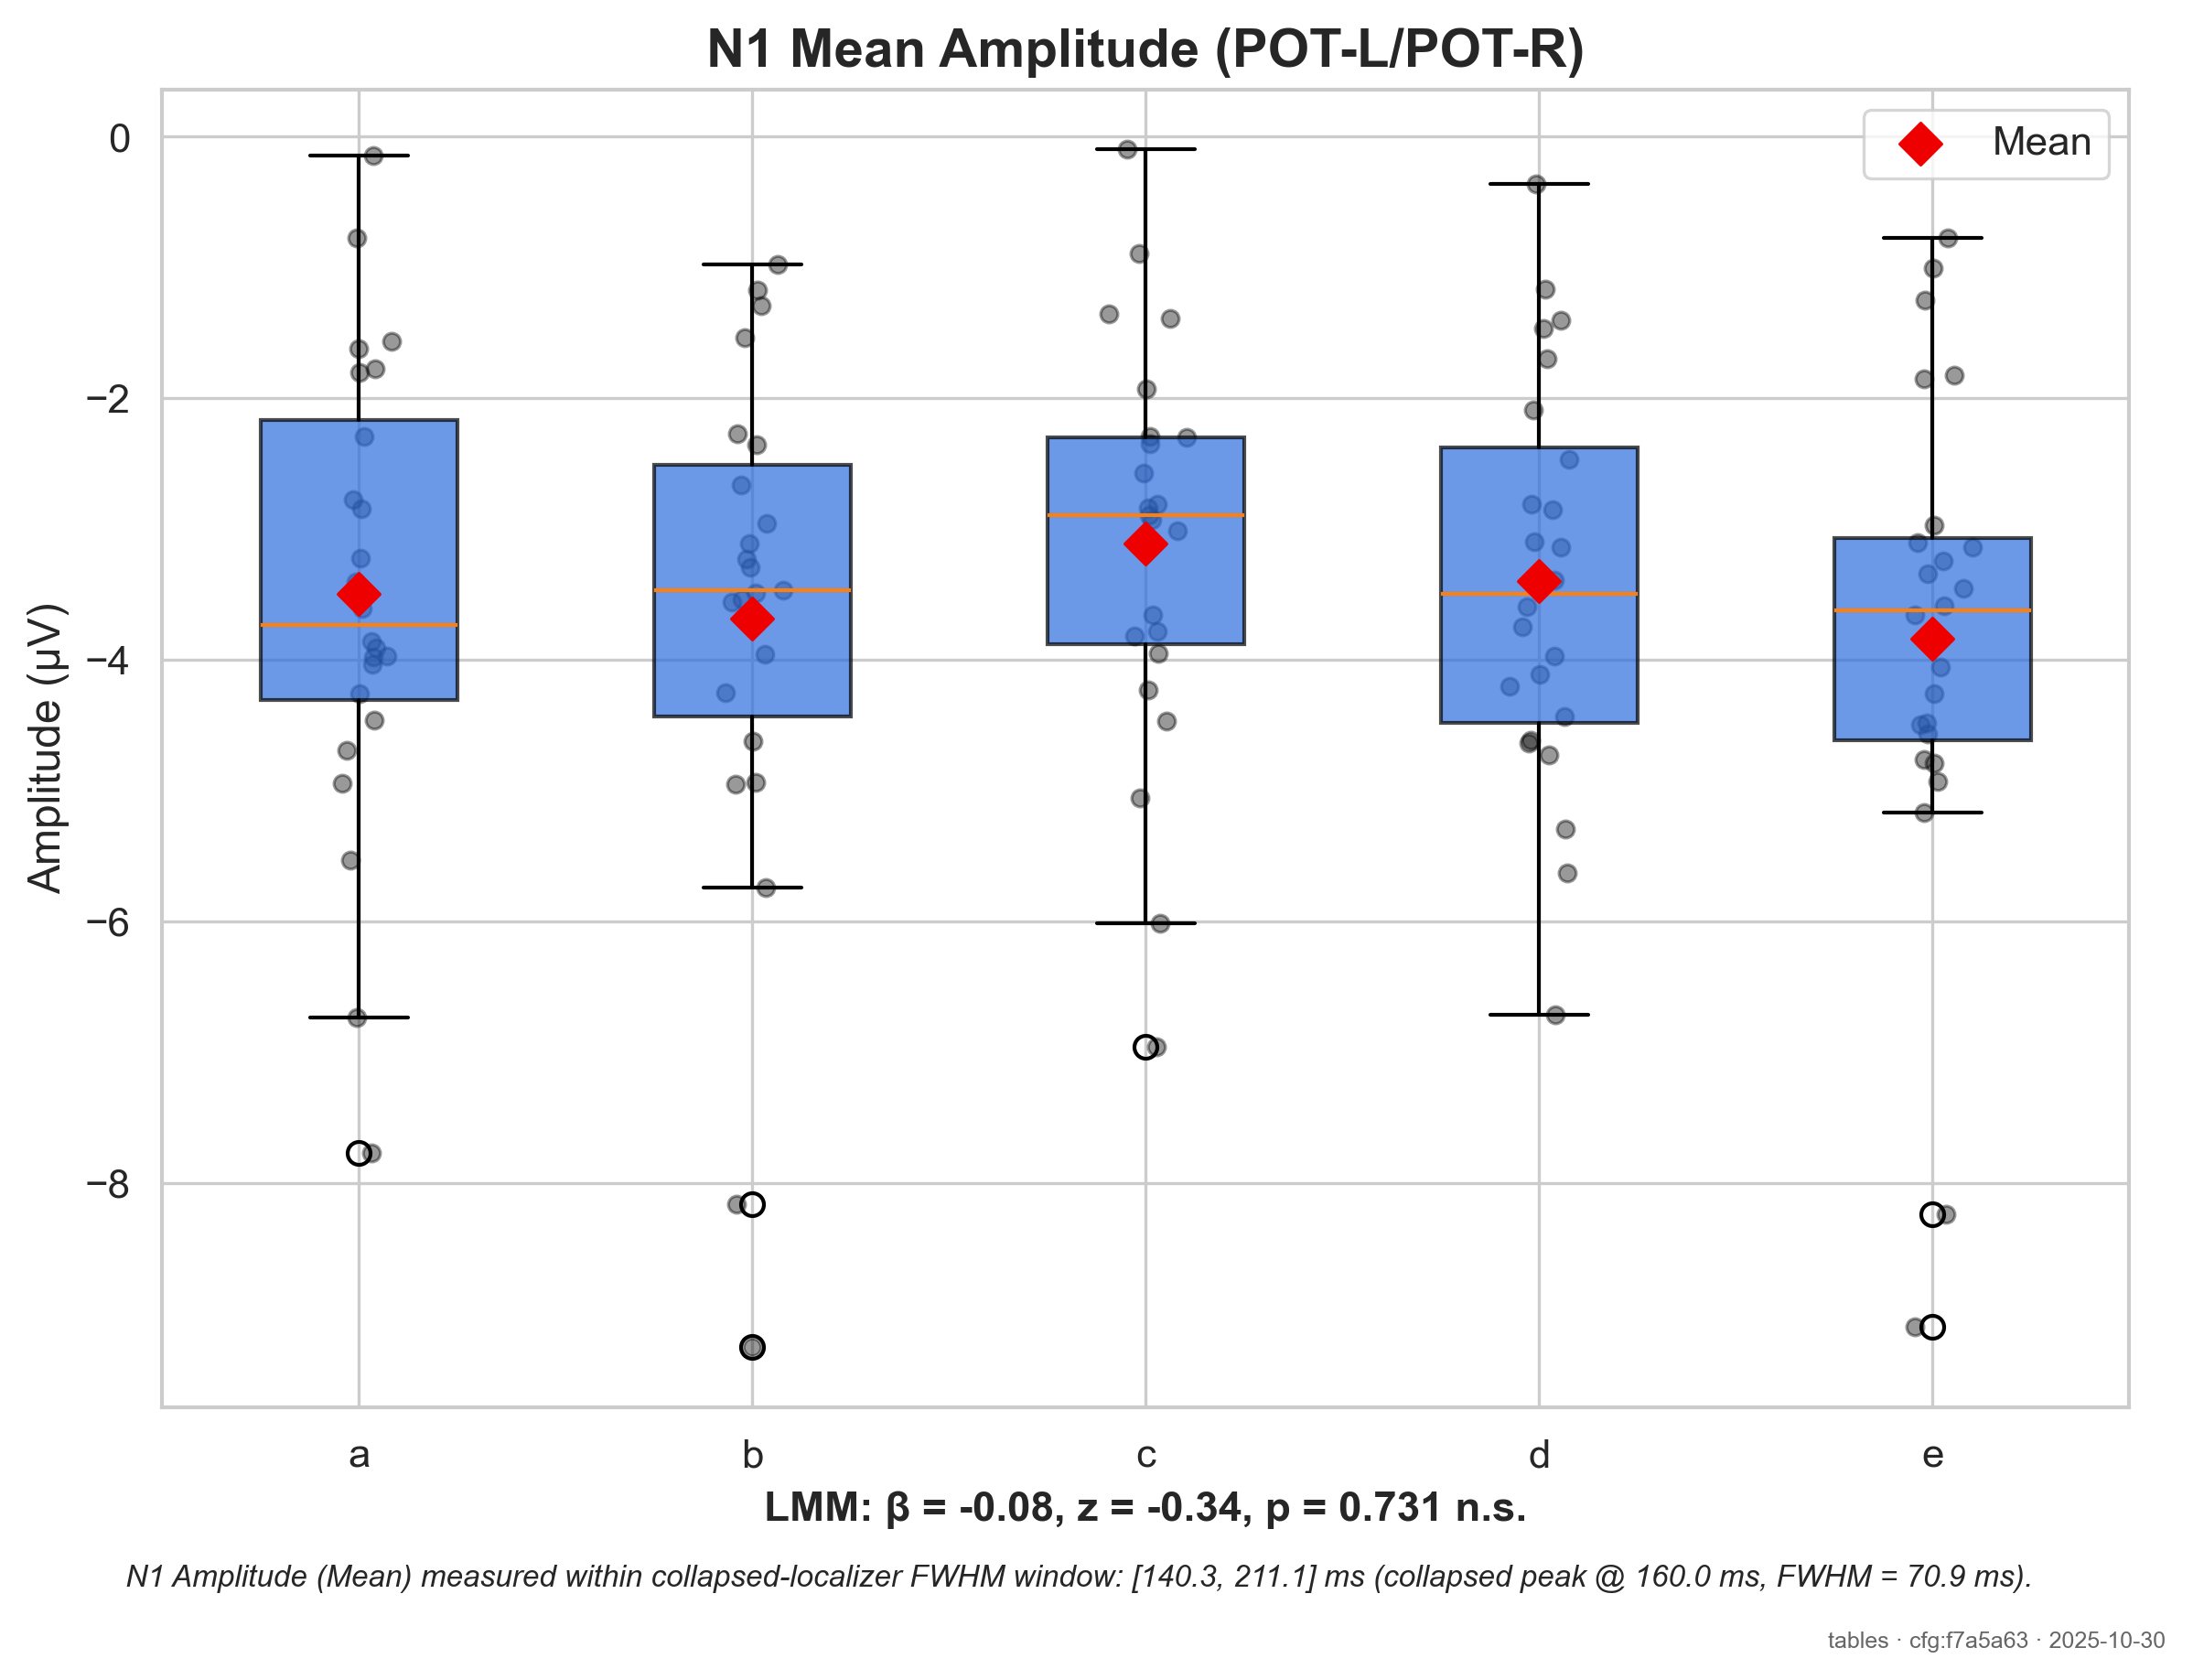 N1 Mean Amplitude (POT-L/POT-R)
Mean
Amplitude (µV)
0
−2
−4
−6
−8
a b c d e
LMM: β = -0.08, z = -0.34, p = 0.731 n.s.
N1 Amplitude (Mean) measured within collapsed-localizer FWHM window: [140.3, 211.1] ms (collapsed peak @ 160.0 ms, FWHM = 70.9 ms).
tables · cfg:f7a5a63 · 2025-10-30